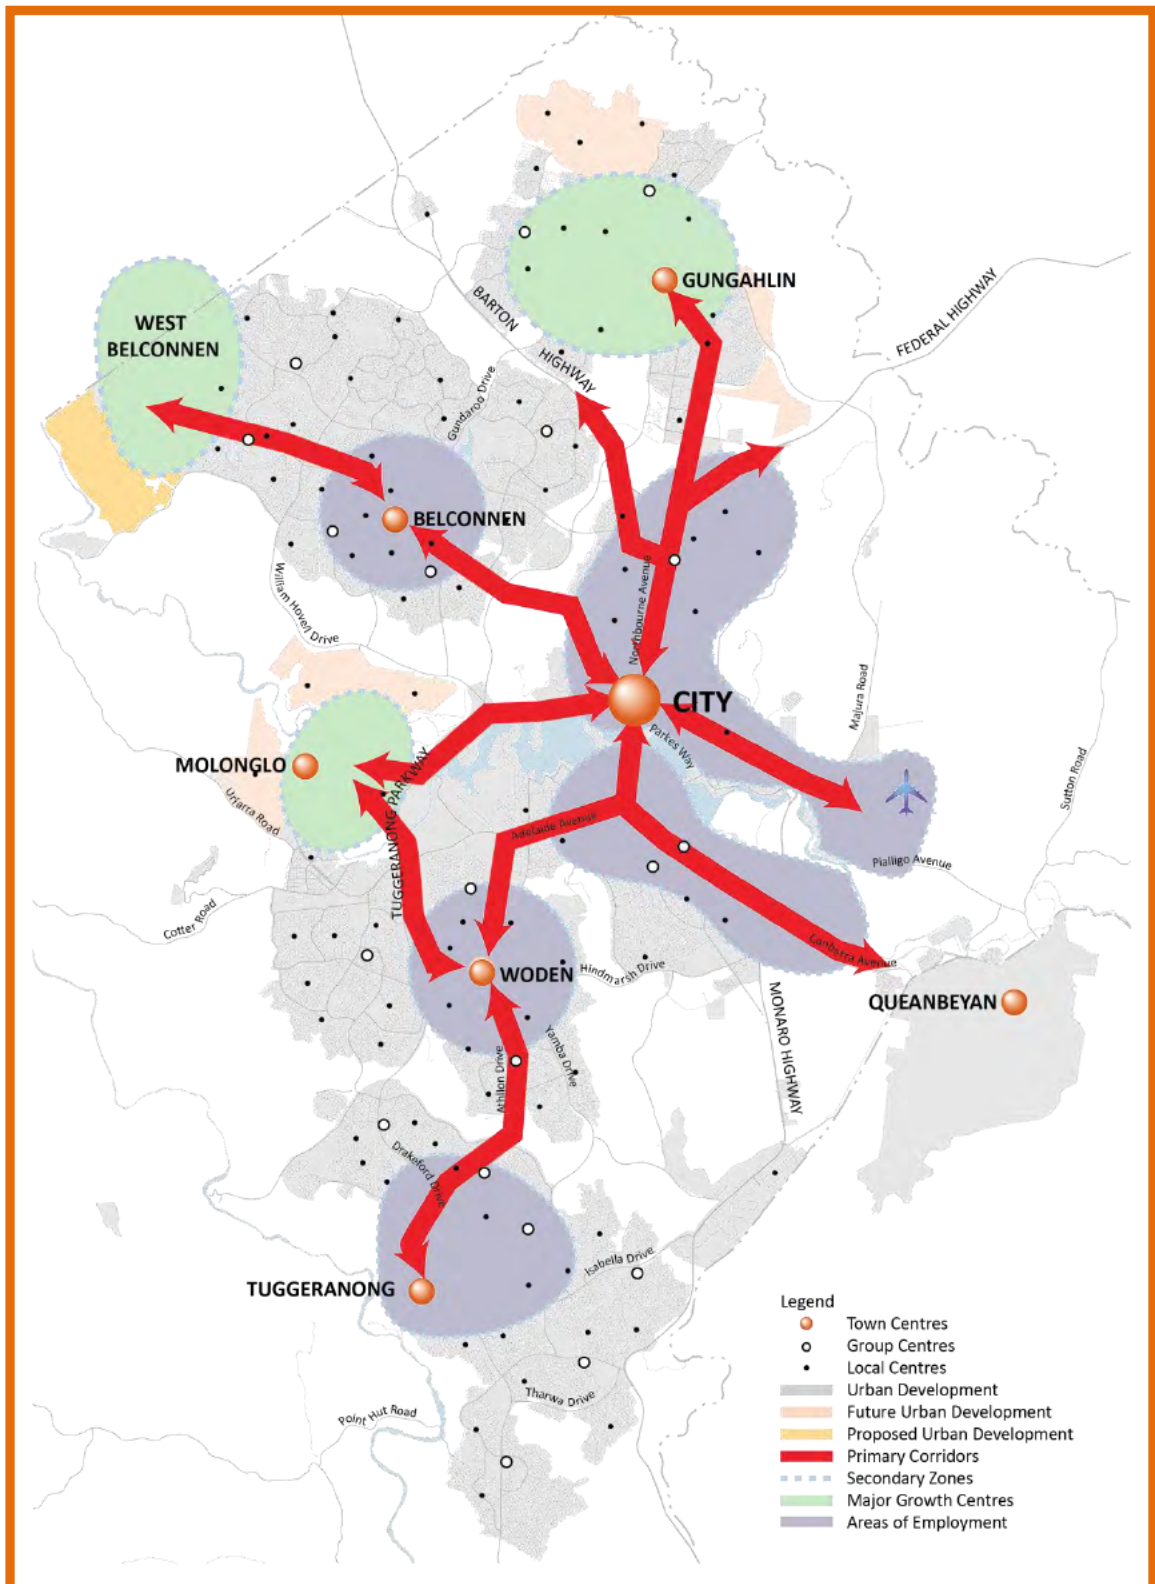 GUNGAHLIN
FEDERAL HIGHWAY
BARTON
HIGHWAY
WEST
BELCONNEN
Gundaroo Drive
BELCONNEN
Northbourne Avenue
William Hovell Drive
CITY
Parkes Way
Majura Road
Sutton Road
MOLONGLO
TUGGERANONG PARKWAY
Uriarra Road
Adelaide Avenue
Pialligo Avenue
Cotter Road
Canberra Avenue
WODEN
Hindmarsh Drive
QUEANBEYAN
MONARO HIGHWAY
Yamba Drive
Athllon Drive
Drakeford Drive
Isabella Drive
TUGGERANONG
Tharwa Drive
Point Hut Road
Legend
Town Centres
Group Centres
Local Centres
Urban Development
Future Urban Development
Proposed Urban Development
Primary Corridors
Secondary Zones
Major Growth Centres
Areas of Employment